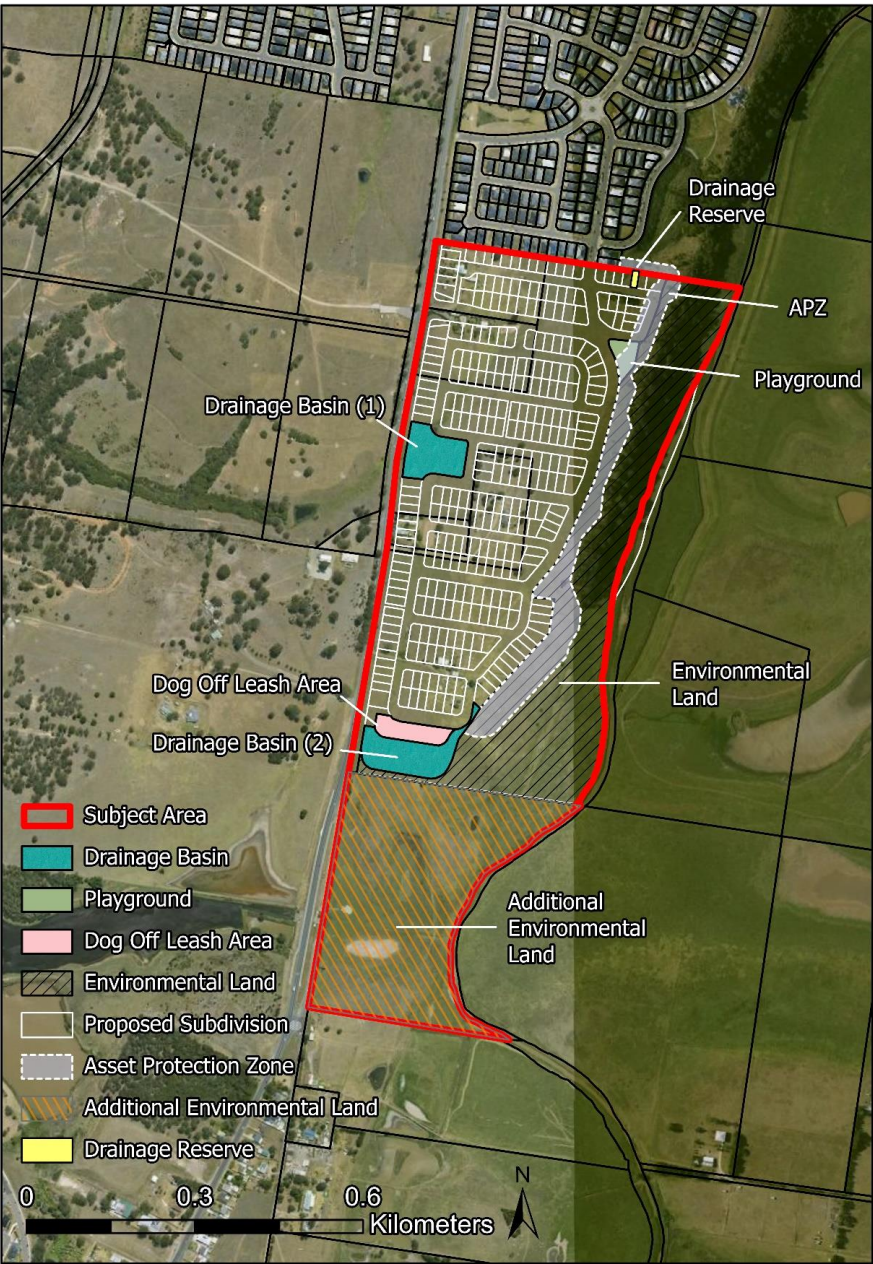 Drainage
Reserve
APZ
Playground
Drainage Basin (1)
Environmental
Land
Dog Off Leash Area
Drainage Basin (2)
Additional
Environmental
Land
Subject Area
Drainage Basin
Playground
Dog Off Leash Area
Environmental Land
Proposed Subdivision
Asset Protection Zone
Additional Environmental Land
Drainage Reserve
N
0 0.3 0.6
Kilometers